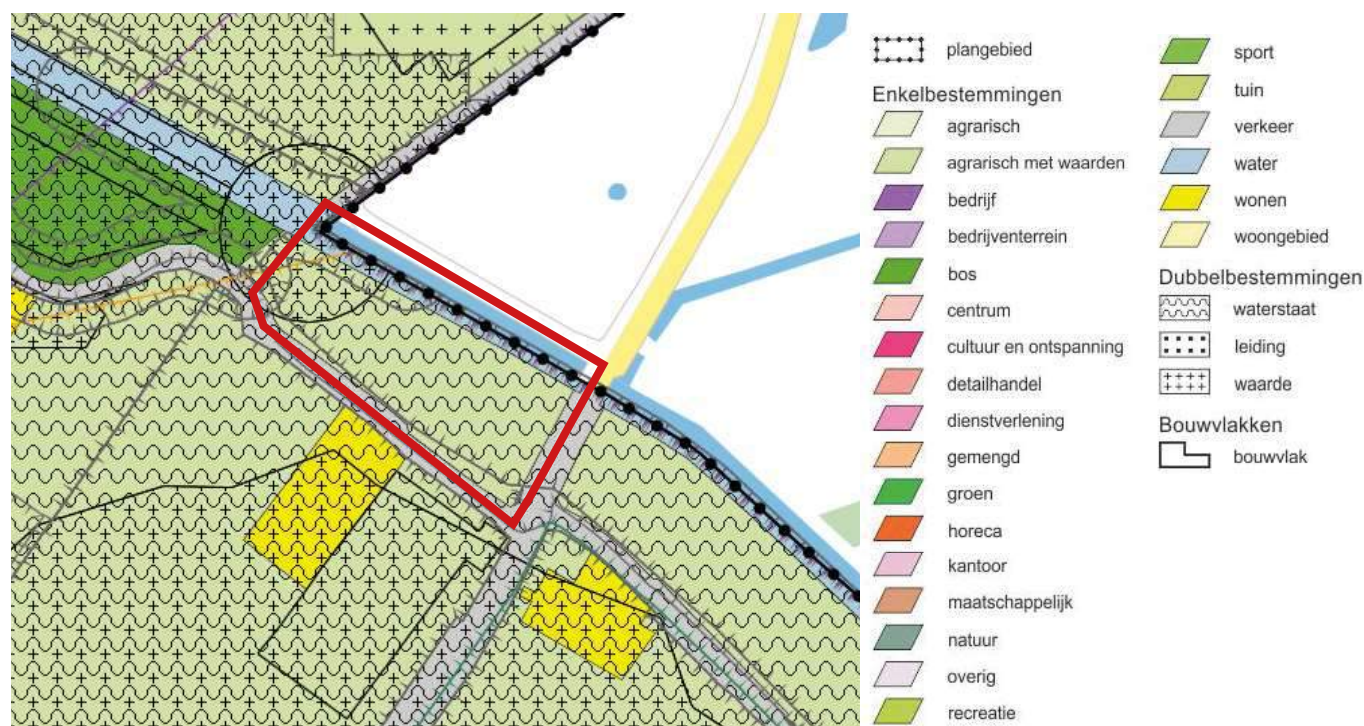 plangebied
Enkelbestemmingen
agrarisch
agrarisch met waarden
bedrijf
bedrijventerrein
bos
centrum
cultuur en ontspanning
detailhandel
dienstverlening
gemengd
groen
horeca
kantoor
maatschappelijk
natuur
overig
recreatie
sport
tuin
verkeer
water
wonen
woongebied
Dubbelbestemmingen
waterstaat
leiding
waarde
Bouwvlakken
bouwvlak